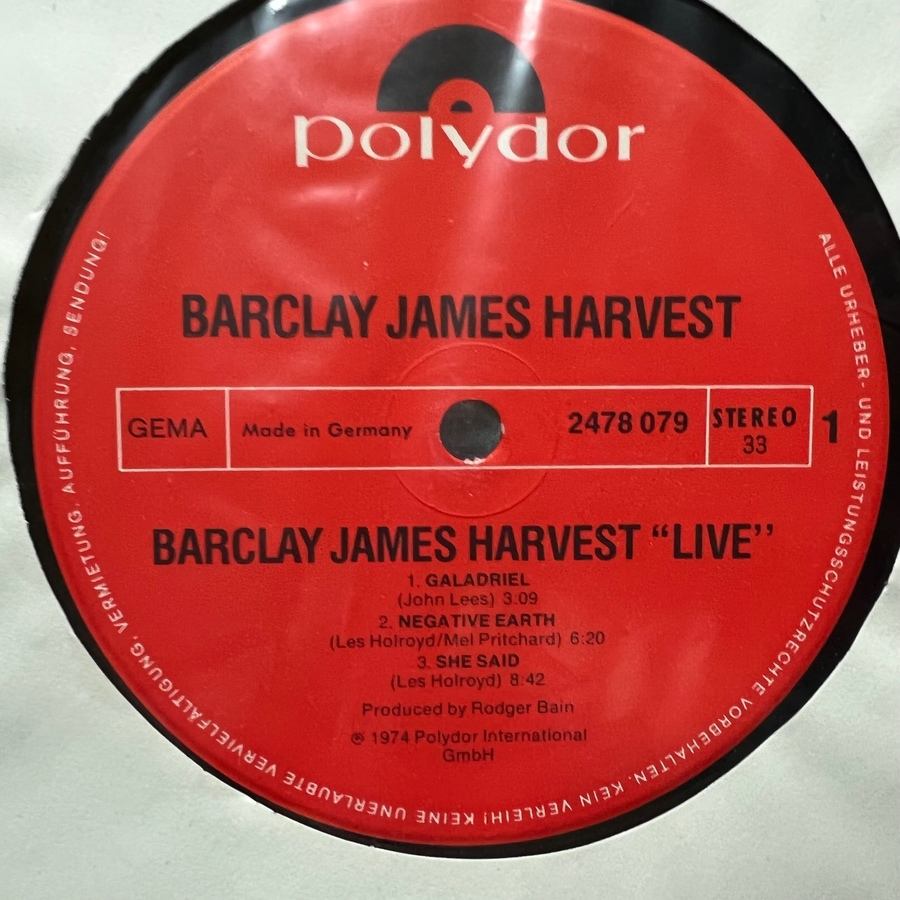 polydor
BARCLAY JAMES HARVEST
GEMA
Made in Germany
2478 079
STEREO
33
1
BARCLAY JAMES HARVEST “LIVE’’
1. GALADRIEL
(John Lees) 3.09
2. NEGATIVE EARTH
(Les Holroyd/Mel Pritchard) 6:20
3. SHE SAID
(Les Holroyd) 8:42
Produced by Rodger Bain
℗ 1974 Polydor International
GmbH
ALLE URHEBER- UND LEISTUNGSSCHUTZRECHTE VORBEHALTEN. KEIN VERLEIH! KEINE UNERLAUBTE VERVIELFÄLTIGUNG, VERMIETUNG, AUFFÜHRUNG, SENDUNG!